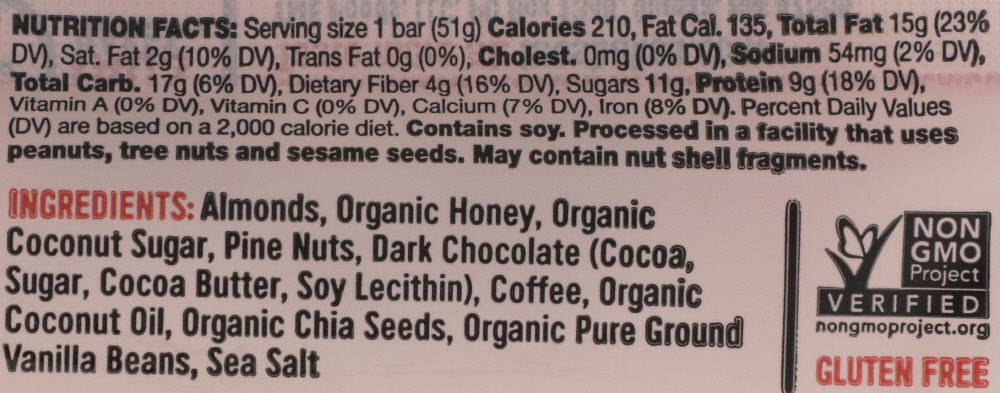 NUTRITION FACTS: Serving size 1 bar (51g) Calories 210, Fat Cal. 135, Total Fat 15g (23%
DV), Sat. Fat 2g (10% DV), Trans Fat 0g (0%), Cholest. 0mg (0% DV), Sodium 54mg (2% DV),
Total Carb. 17g (6% DV), Dietary Fiber 4g (16% DV), Sugars 11g, Protein 9g (18% DV),
Vitamin A (0% DV), Vitamin C (0% DV), Calcium (7% DV), Iron (8% DV). Percent Daily Values
(DV) are based on a 2,000 calorie diet. Contains soy. Processed in a facility that uses
peanuts, tree nuts and sesame seeds. May contain nut shell fragments.
INGREDIENTS: Almonds, Organic Honey, Organic
Coconut Sugar, Pine Nuts, Dark Chocolate (Cocoa,
Sugar, Cocoa Butter, Soy Lecithin), Coffee, Organic
Coconut Oil, Organic Chia Seeds, Organic Pure Ground
Vanilla Beans, Sea Salt
NON
GMO
Project
VERIFIED
nongmoproject.org
GLUTEN FREE